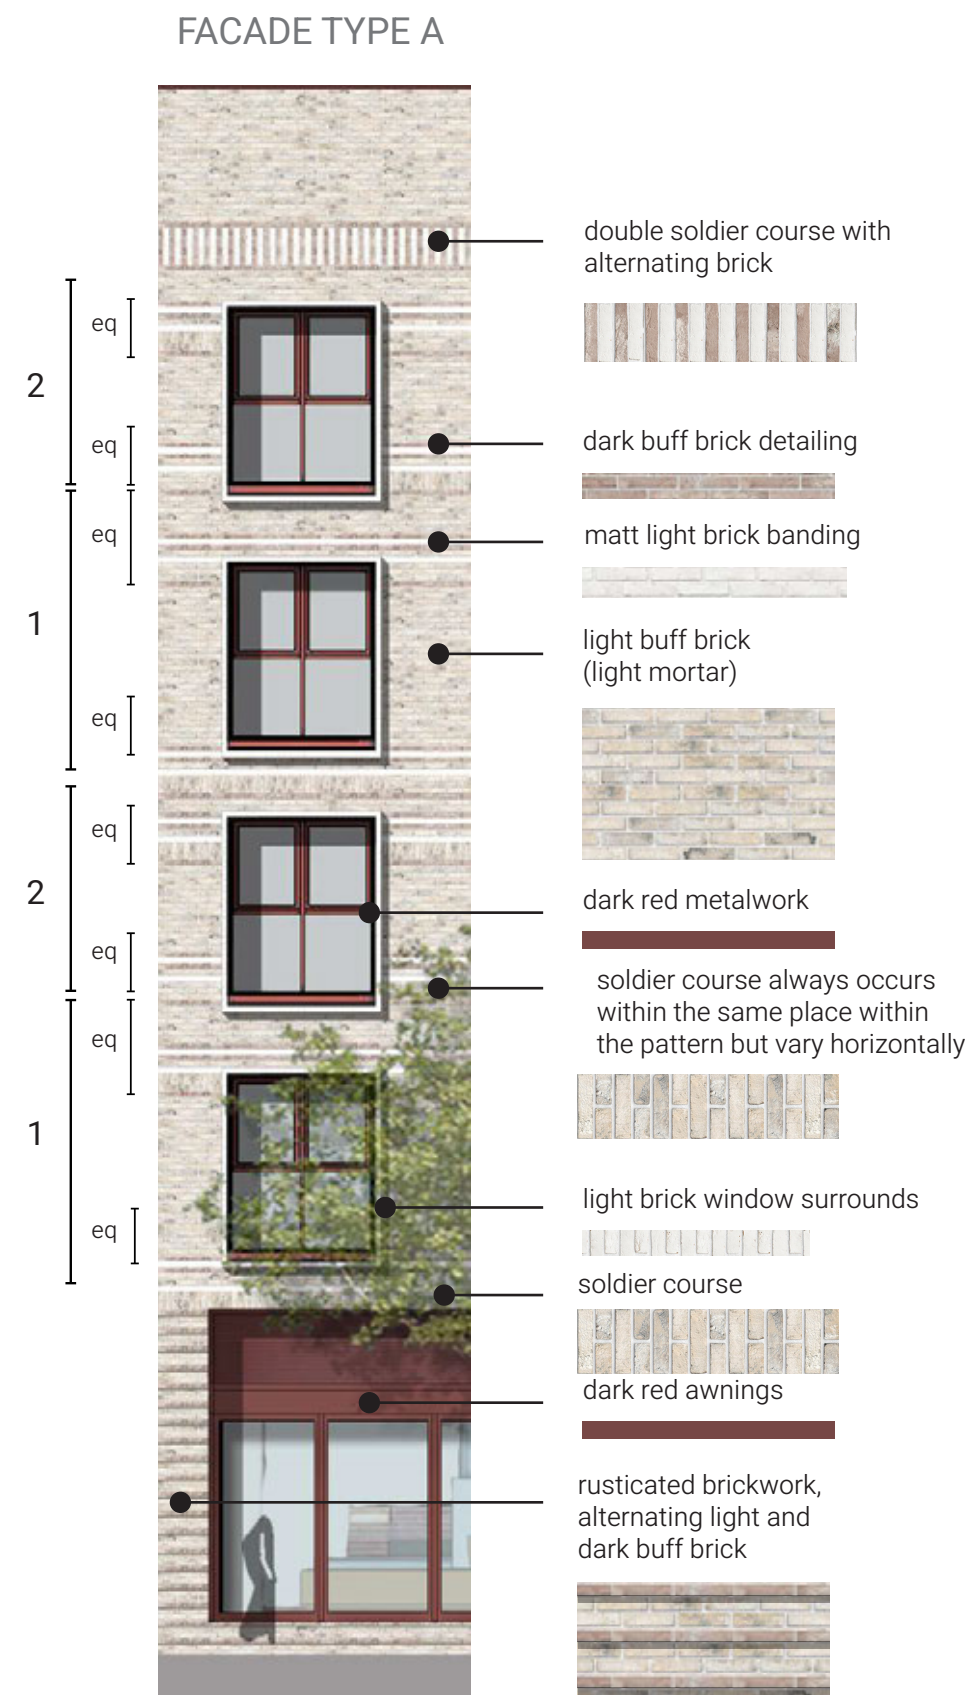 FACADE TYPE A
double soldier course with
alternating brick
eq
2
eq
dark buff brick detailing
eq
matt light brick banding
1
light buff brick
(light mortar)
eq
eq
2
dark red metalwork
eq
soldier course always occurs
within the same place within
the pattern but vary horizontally
eq
1
light brick window surrounds
eq
soldier course
dark red awnings
rusticated brickwork,
alternating light and
dark buff brick